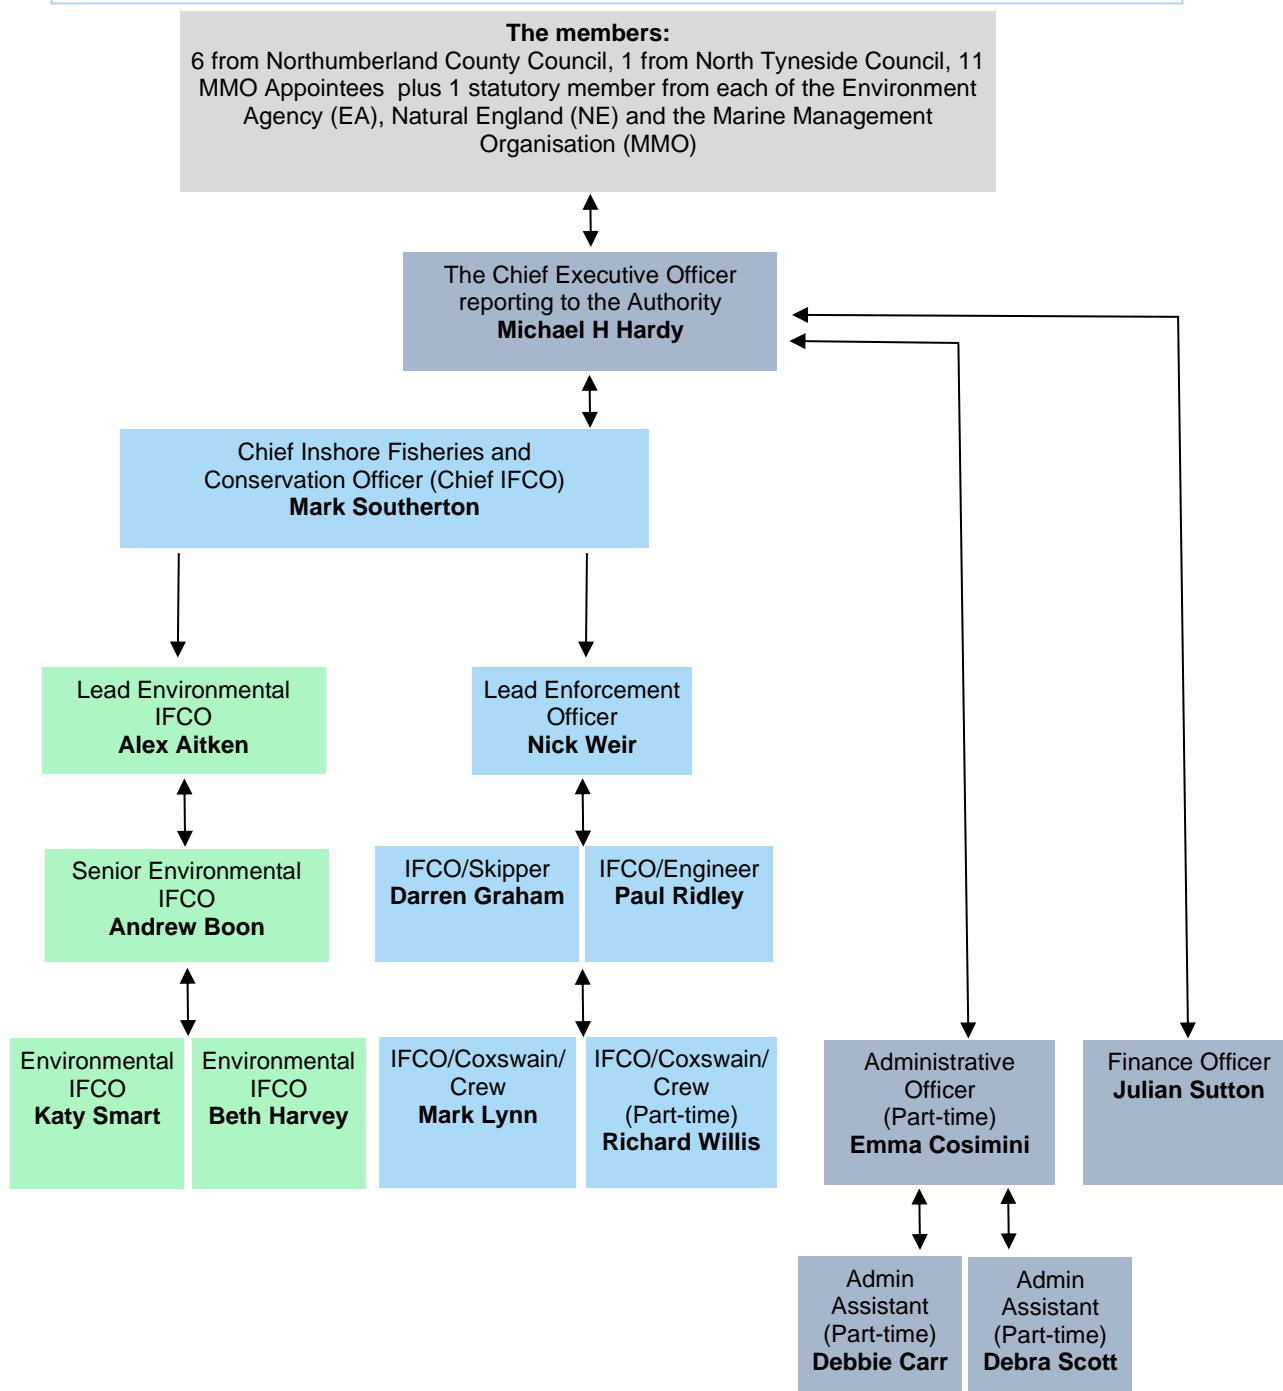 The members:
6 from Northumberland County Council, 1 from North Tyneside Council, 11
MMO Appointees plus 1 statutory member from each of the Environment
Agency (EA), Natural England (NE) and the Marine Management
Organisation (MMO)
The Chief Executive Officer
reporting to the Authority
Michael H Hardy
Chief Inshore Fisheries and
Conservation Officer (Chief IFCO)
Mark Southerton
Lead Environmental
IFCO
Alex Aitken
Lead Enforcement
Officer
Nick Weir
Senior Environmental
IFCO
Andrew Boon
IFCO/Skipper
Darren Graham
IFCO/Engineer
Paul Ridley
Environmental
IFCO
Katy Smart
Environmental
IFCO
Beth Harvey
IFCO/Coxswain/
Crew
Mark Lynn
IFCO/Coxswain/
Crew
(Part-time)
Richard Willis
Administrative
Officer
(Part-time)
Emma Cosimini
Finance Officer
Julian Sutton
Admin
Assistant
(Part-time)
Debbie Carr
Admin
Assistant
(Part-time)
Debra Scott